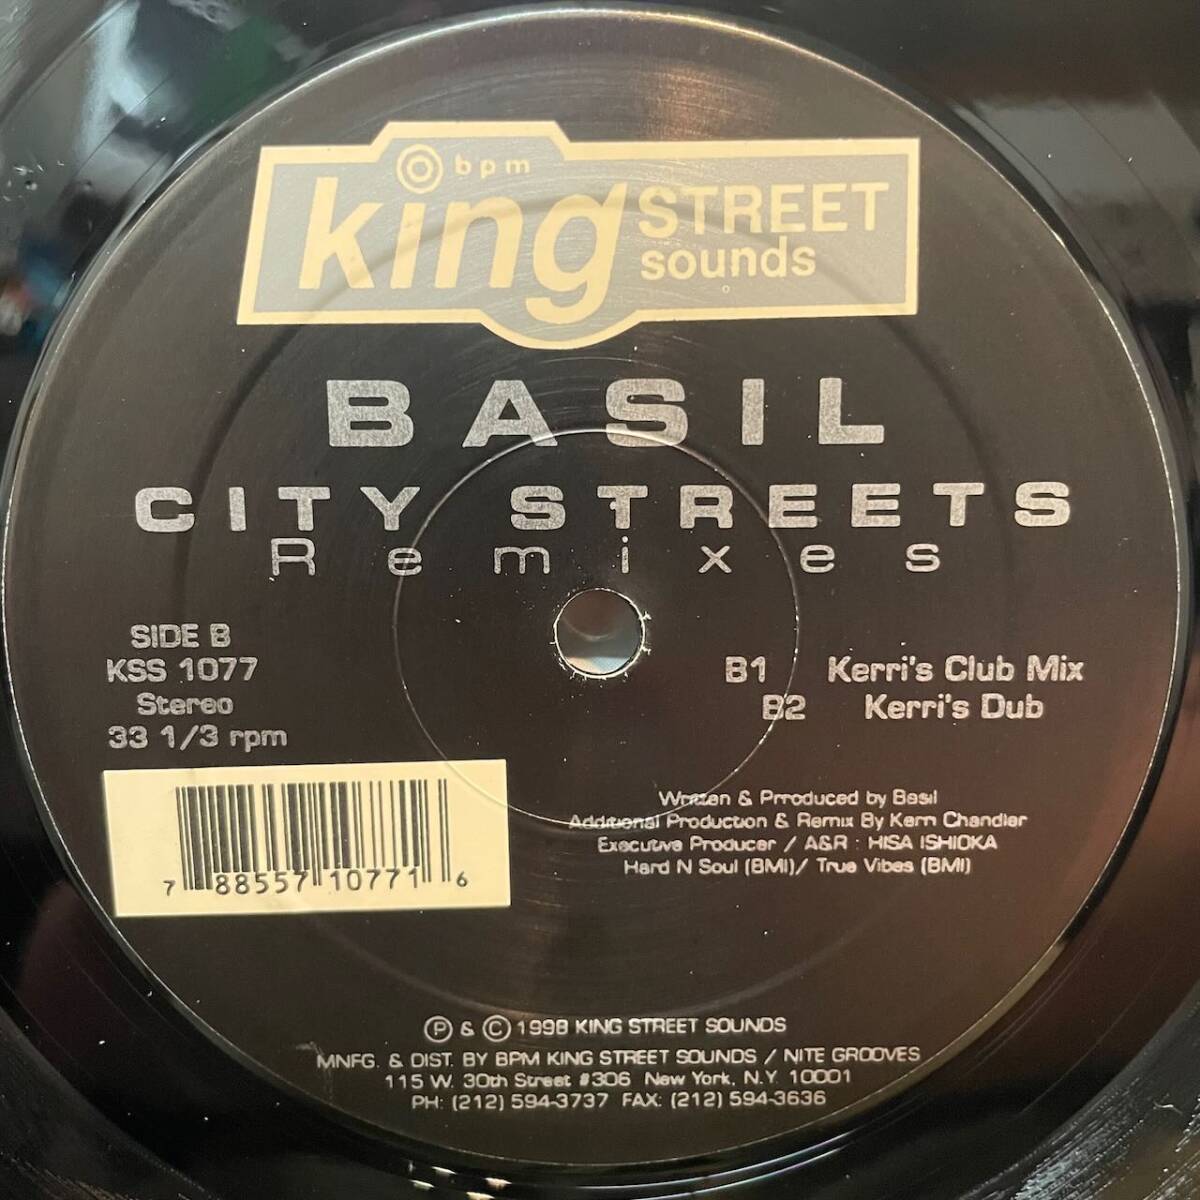 bpm
king STREET
sounds
BASIL
CITY STREETS
Remixes
SIDE B
KSS 1077
Stereo
33 1/3 rpm
B1 Kerri's Club Mix
B2 Kerri's Dub
Written & Prroduced by Basil
Additional Production & Remix By Kerri Chandler
Executive Producer / A&R : HISA ISHIOKA
Hard N Soul (BMI)/ True Vibes (BMI)
7 88557 10771 6
℗ & © 1998 KING STREET SOUNDS
MNFG. & DIST. BY BPM KING STREET SOUNDS / NITE GROOVES
115 W. 30th Street #306 New York, N.Y. 10001
PH: (212) 594-3737 FAX: (212) 594-3636